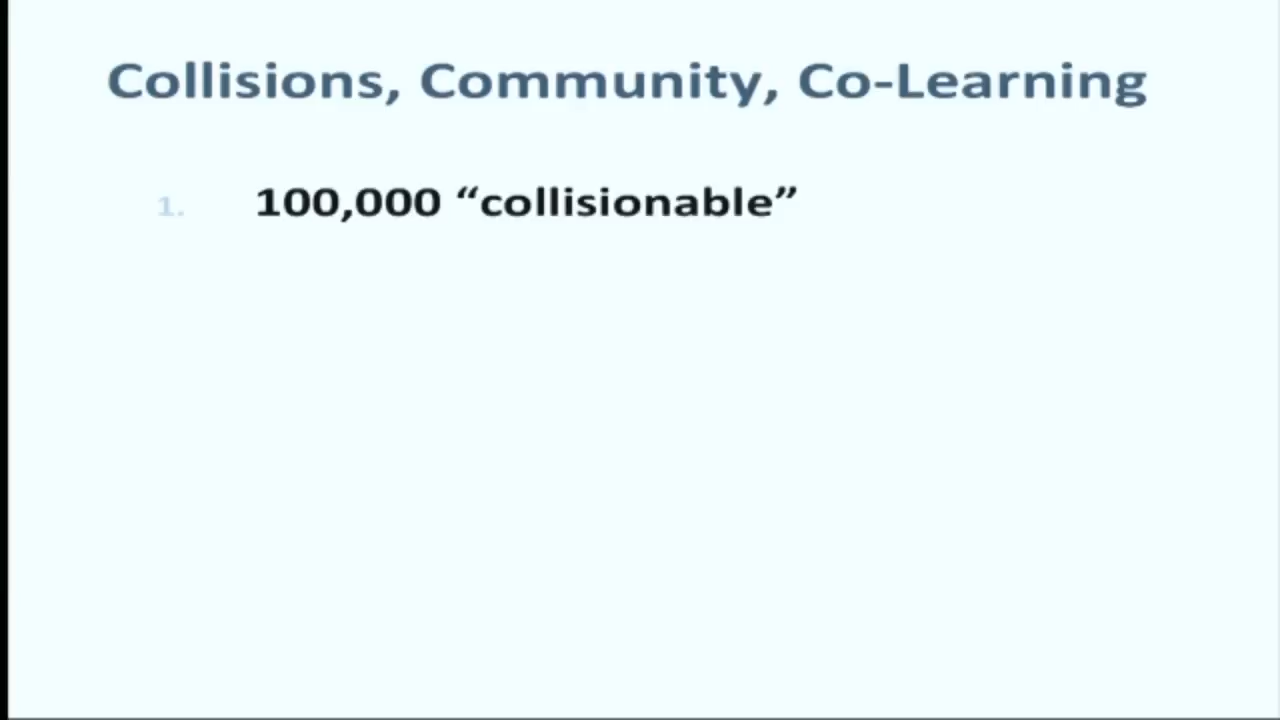 Collisions, Community, Co-Learning
1. 100,000 “collisionable”